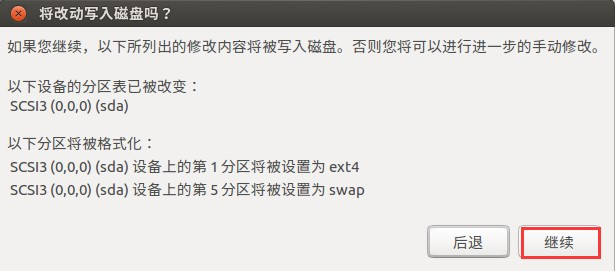 将改动写入磁盘吗？
如果您继续，以下所列出的修改内容将被写入磁盘。否则您将可以进行进一步的手动修改。
以下设备的分区表已被改变：
SCSI3 (0,0,0) (sda)
以下分区将被格式化：
SCSI3 (0,0,0) (sda) 设备上的第 1 分区将被设置为 ext4
SCSI3 (0,0,0) (sda) 设备上的第 5 分区将被设置为 swap
后退 继续